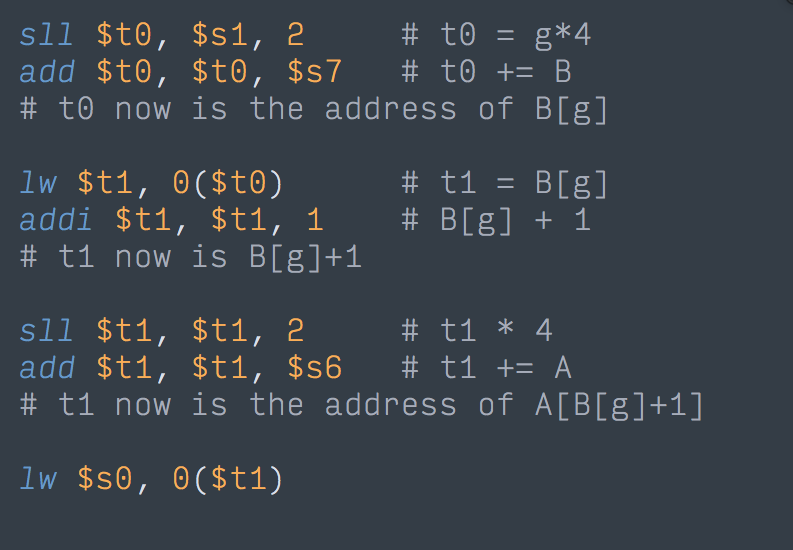 sll $t0, $s1, 2     # t0 = g*4
add $t0, $t0, $s7   # t0 += B
# t0 now is the address of B[g]
lw $t1, 0($t0)      # t1 = B[g]
addi $t1, $t1, 1    # B[g] + 1
# t1 now is B[g]+1
sll $t1, $t1, 2     # t1 * 4
add $t1, $t1, $s6   # t1 += A
# t1 now is the address of A[B[g]+1]
lw $s0, 0($t1)